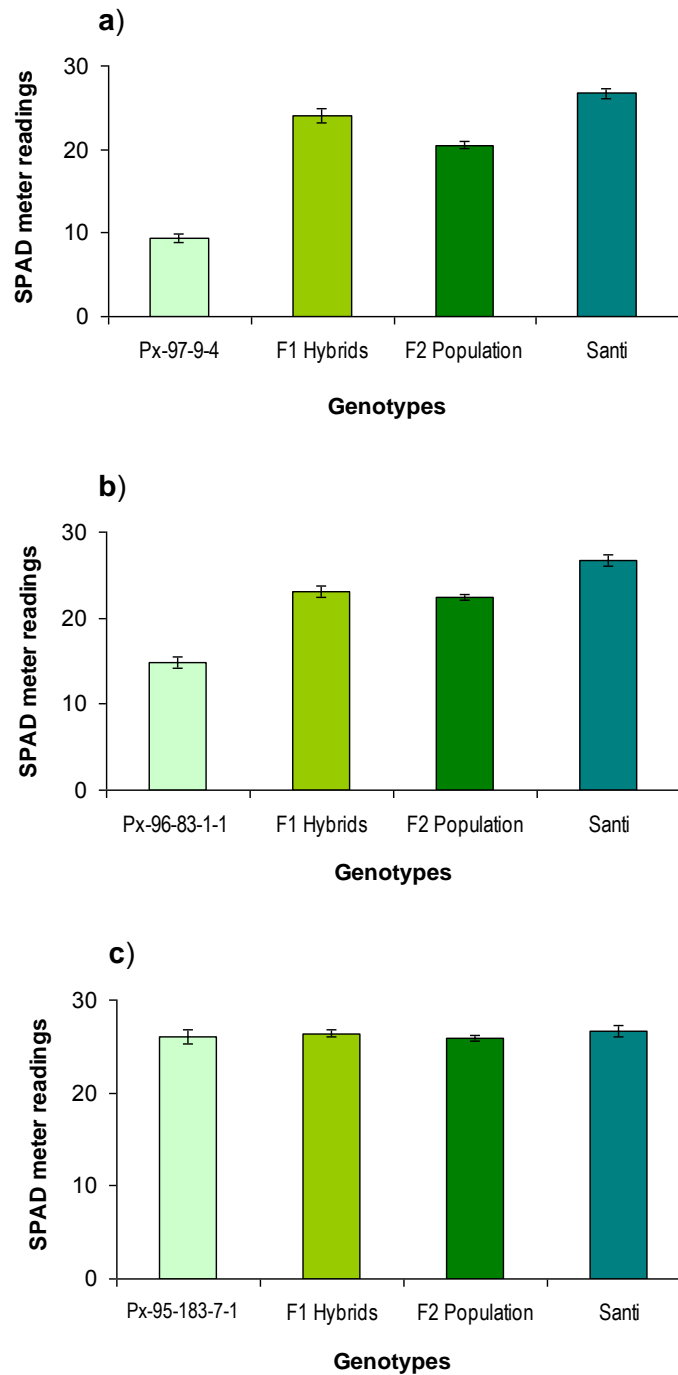 a)
SPAD meter readings
30
20
10
0
Px-97-9-4 F1 Hybrids F2 Population Santi
Genotypes
b)
SPAD meter readings
30
20
10
0
Px-96-83-1-1 F1 Hybrids F2 Population Santi
Genotypes
c)
SPAD meter readings
30
20
10
0
Px-95-183-7-1 F1 Hybrids F2 Population Santi
Genotypes